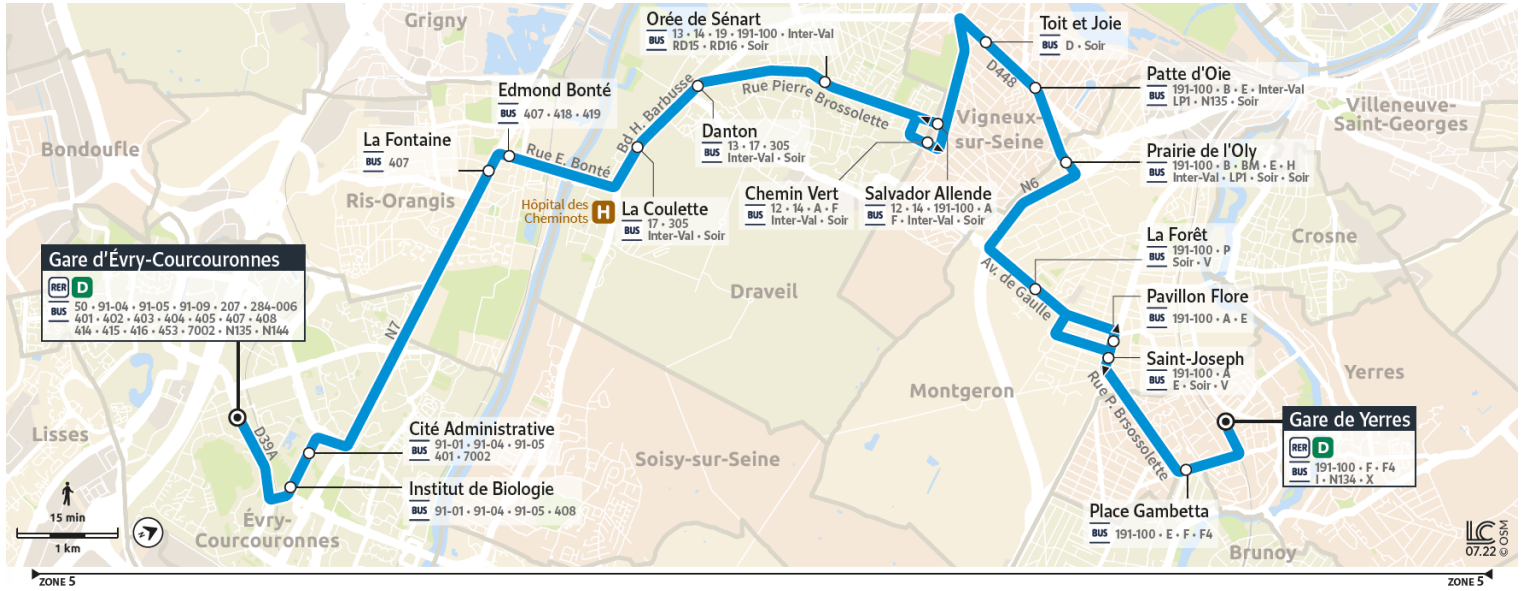 Grigny
Orée de Sénart
BUS
13 • 14 • 19 • 191-100 • Inter-Val
RD15 • RD16 • Soir
Toit et Joie
BUS
D • Soir
D448
Patte d'Oie
BUS
191-100 • B • E • Inter-Val
LP1 • N135 • Soir
Villeneuve-
Saint-Georges
Edmond Bonté
BUS
407 • 418 • 419
Bd H. Barbusse
Rue Pierre Brossolette
Vigneux-
sur-Seine
Bondoufle
La Fontaine
BUS
407
Rue E. Bonté
Danton
BUS
13 • 17 • 305
Inter-Val • Soir
Prairie de l'Oly
BUS
191-100 • B • BM • E • H
Inter-Val • LP1 • Soir • Soir
N6
Ris-Orangis
Hôpital des
Cheminots
H
La Coulette
BUS
17 • 305
Inter-Val • Soir
Chemin Vert
BUS
12 • 14 • A • F
Inter-Val • Soir
Salvador Allende
BUS
12 • 14 • 191-100 • A
F • Inter-Val • Soir
La Forêt
BUS
191-100 • P
Soir • V
Crosne
Gare d'Évry-Courcouronnes
RER D
BUS
50 • 91-04 • 91-05 • 91-09 • 207 • 284-006
401 • 402 • 403 • 404 • 405 • 407 • 408
414 • 415 • 416 • 453 • 7002 • N135 • N144
N7
Draveil
Av. de Gaulle
Pavillon Flore
BUS
191-100 • A • E
Saint-Joseph
BUS
191-100 • A
E • Soir • V
Montgeron
Yerres
Rue P. Brsossolette
Lisses
D39A
Cité Administrative
BUS
91-01 • 91-04 • 91-05
401 • 7002
Soisy-sur-Seine
Gare de Yerres
RER D
BUS
191-100 • F • F4
I • N134 • X
Institut de Biologie
BUS
91-01 • 91-04 • 91-05 • 408
Place Gambetta
BUS
191-100 • E • F • F4
15 min
1 km
Évry-
Courcouronnes
Brunoy
LC
07.22
© OSM
ZONE 5
ZONE 5